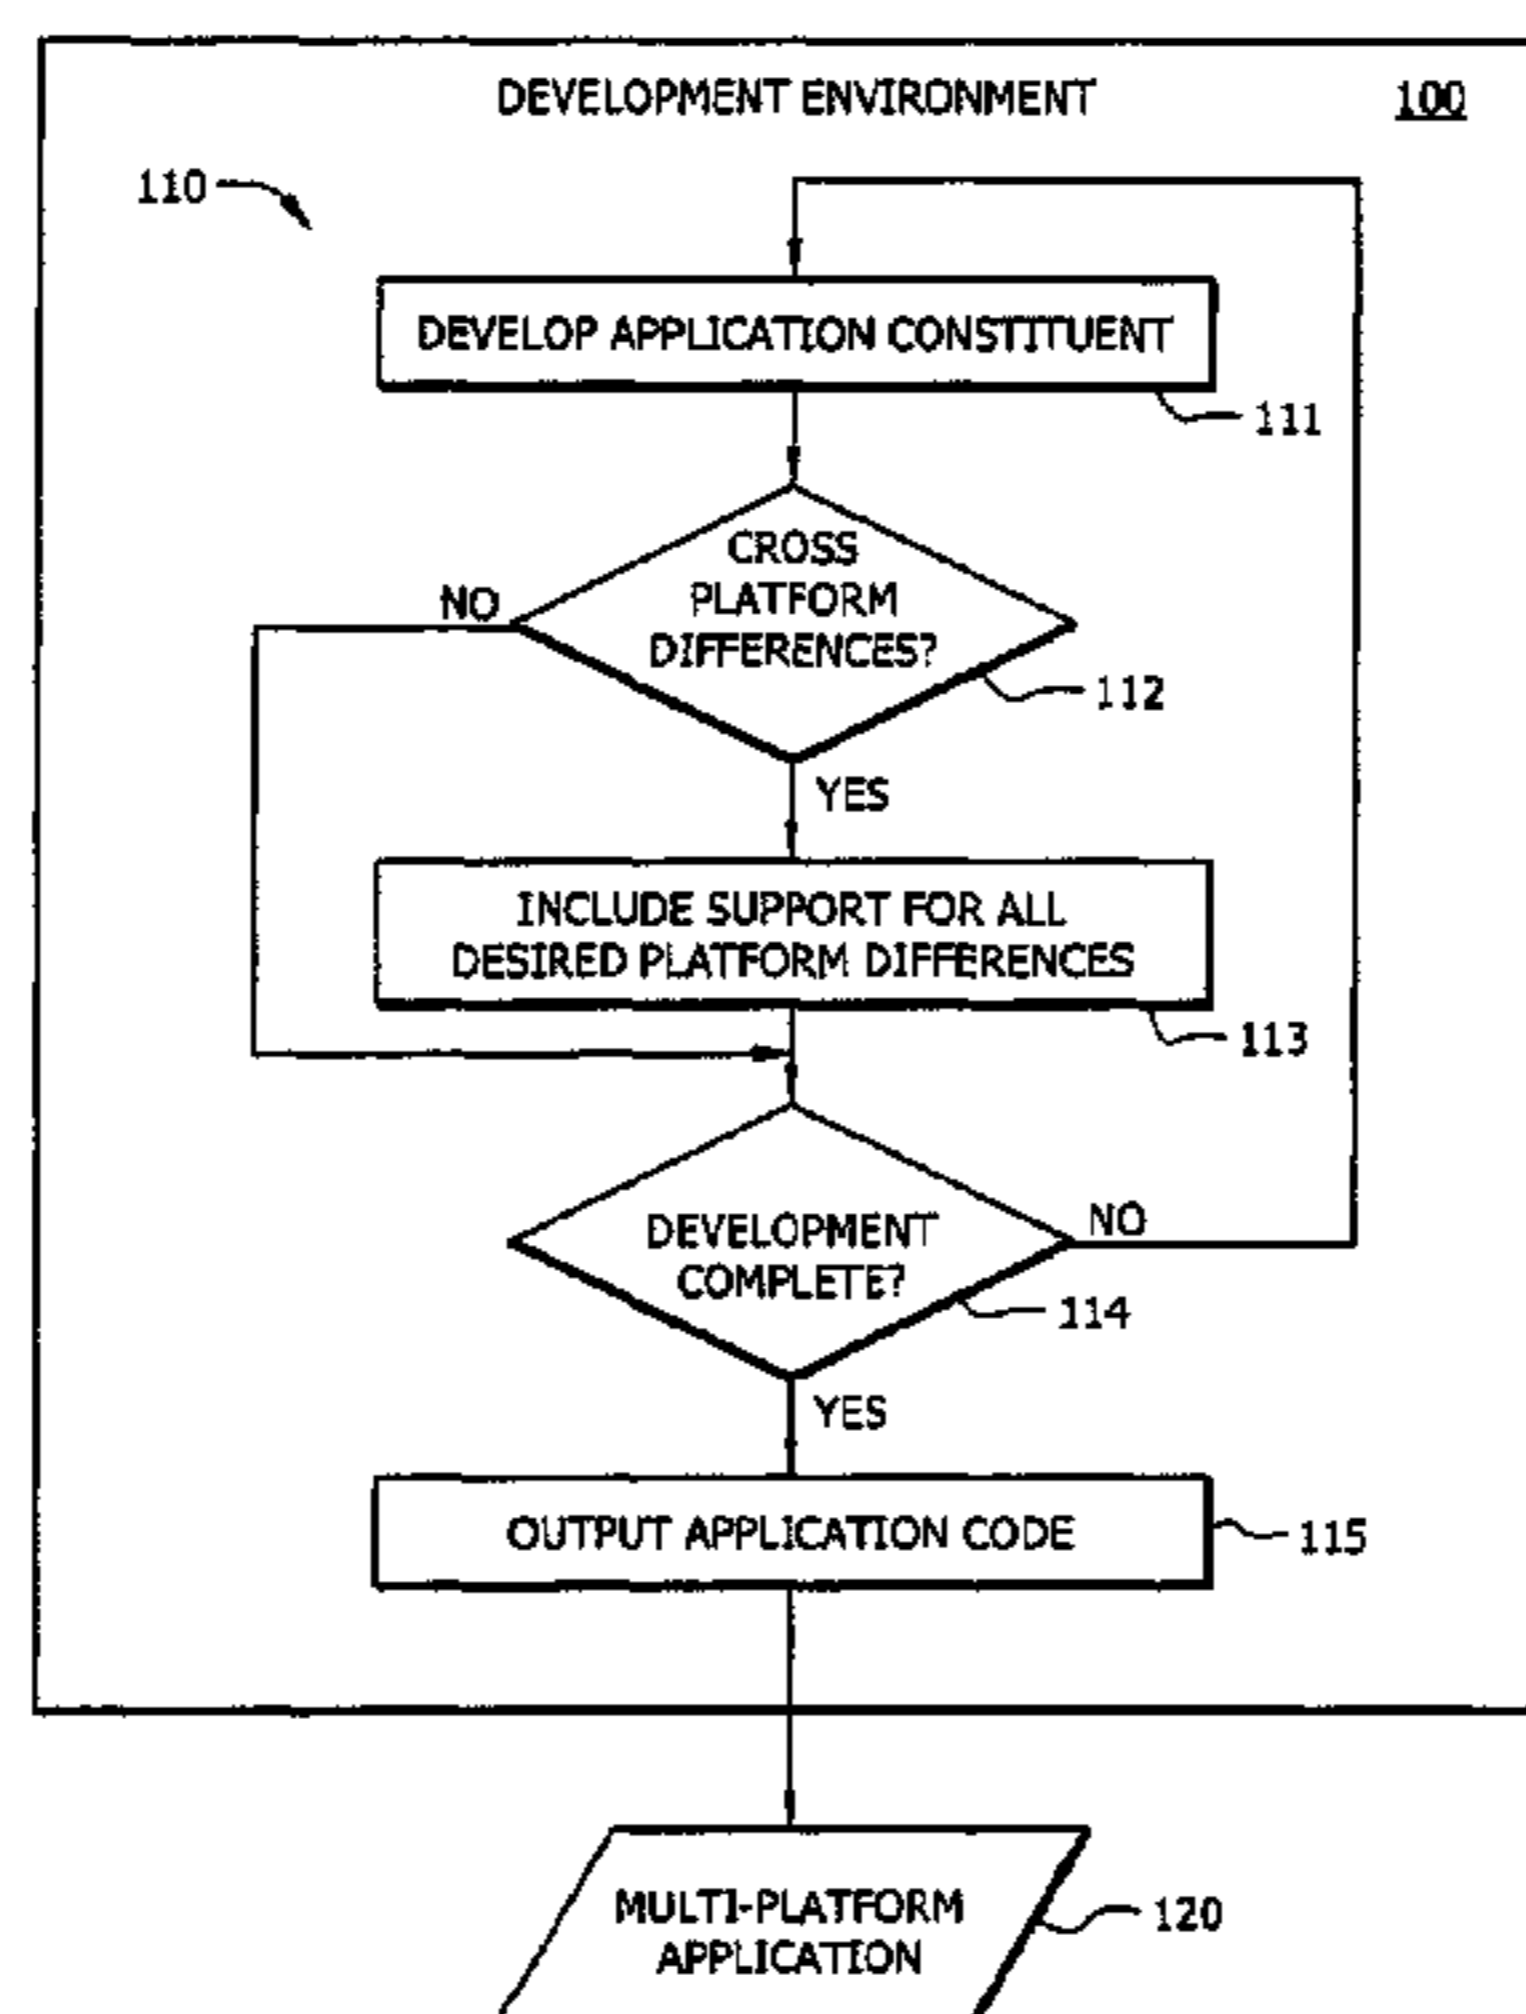 DEVELOPMENT ENVIRONMENT
100
110
DEVELOP APPLICATION CONSTITUENT
111
CROSS
PLATFORM
DIFFERENCES?
NO
112
YES
INCLUDE SUPPORT FOR ALL
DESIRED PLATFORM DIFFERENCES
113
DEVELOPMENT
COMPLETE?
NO
114
YES
OUTPUT APPLICATION CODE
115
MULTI-PLATFORM
APPLICATION
120